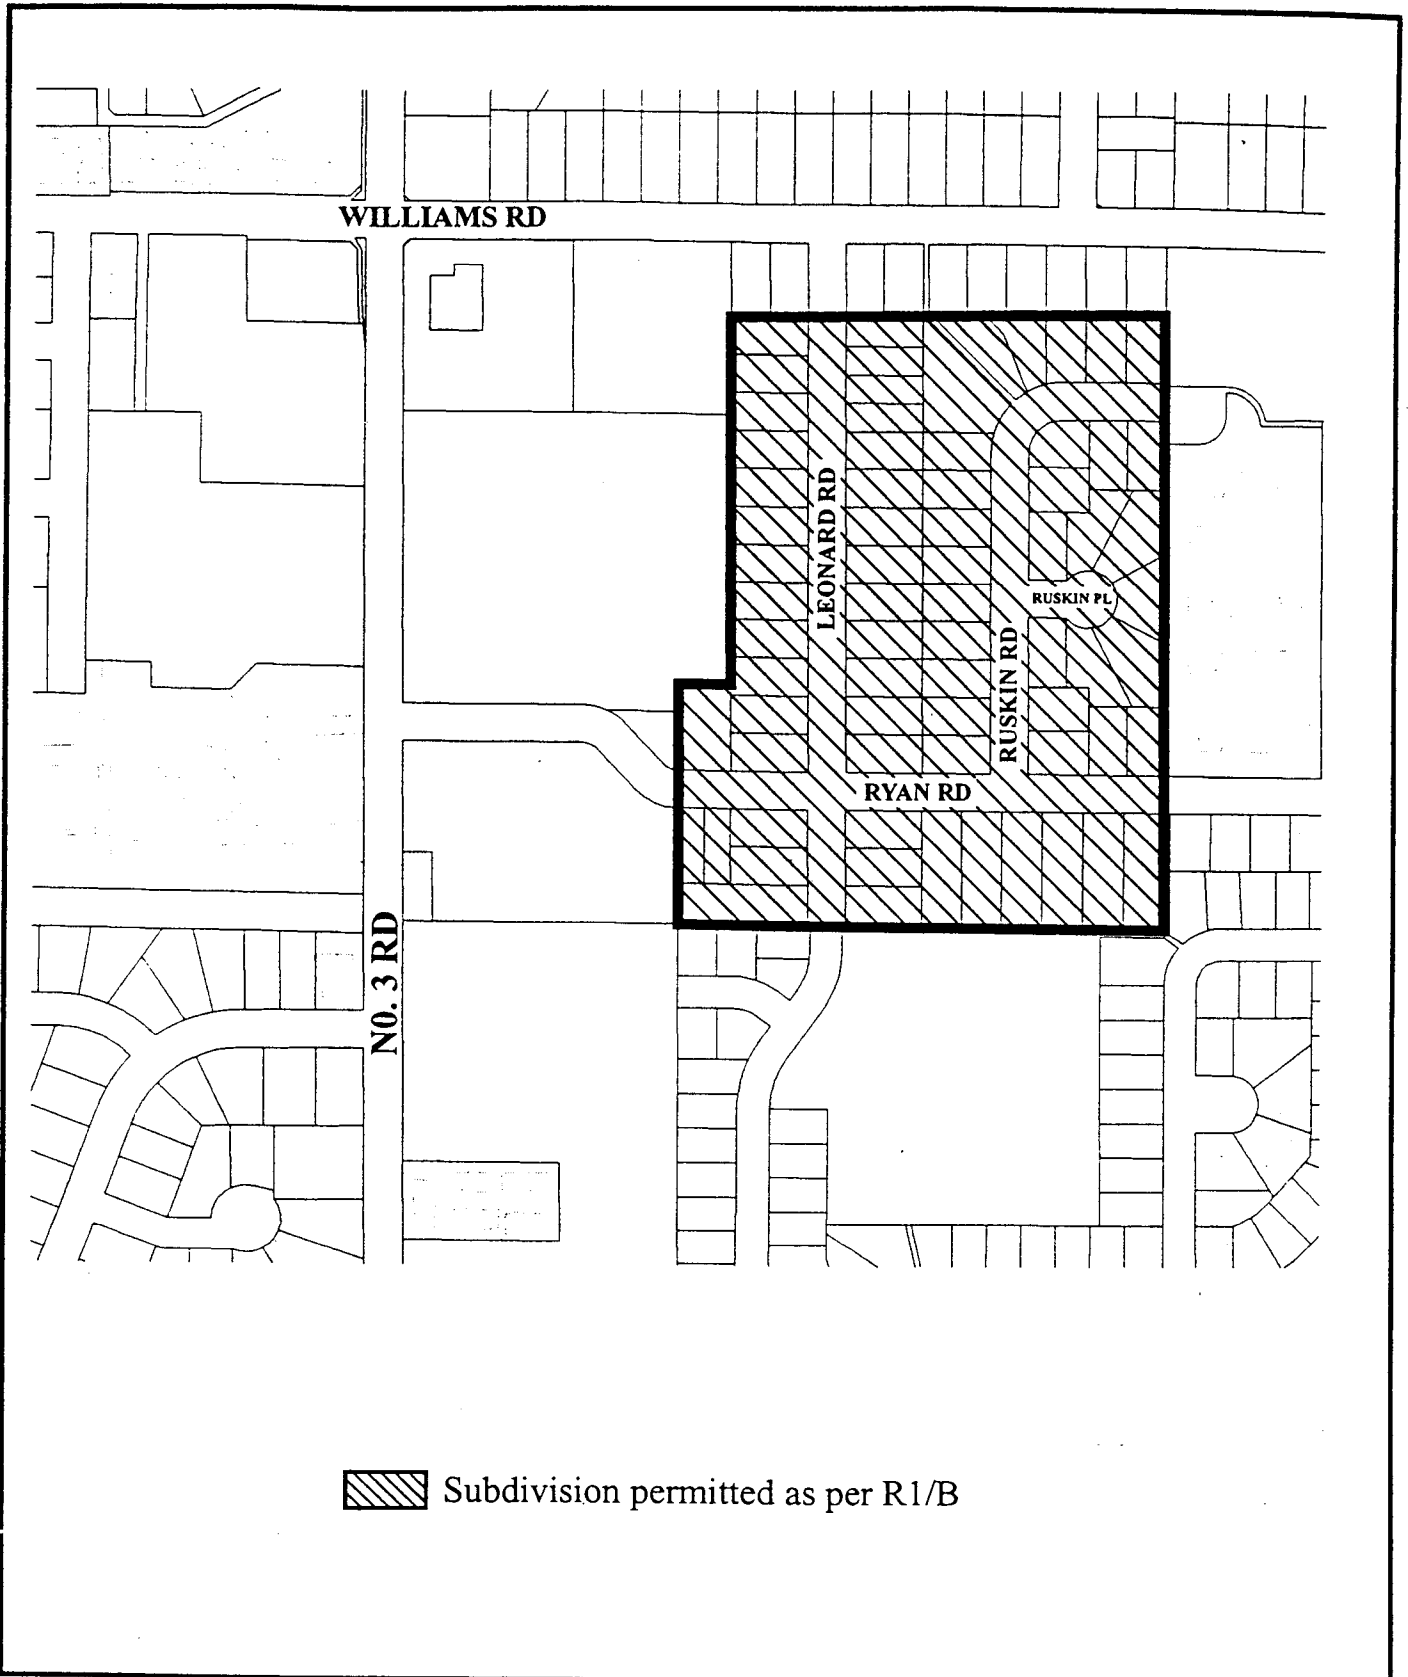 WILLIAMS RD
LEONARD RD
RUSKIN PL
RUSKIN RD
RYAN RD
N0. 3 RD
Subdivision permitted as per R1/B